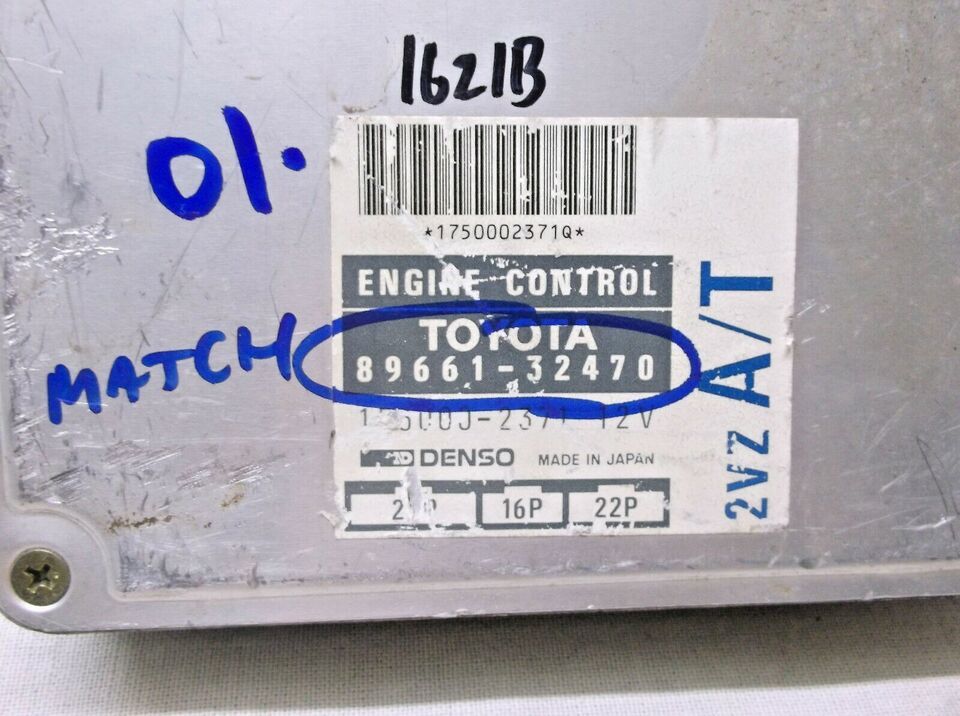 1621B
01.
*1750002371Q*
ENGINE CONTROL
TOYOTA
MATCH
89661-32470
12V
DENSO MADE IN JAPAN
16P 22P
2VZ A/T